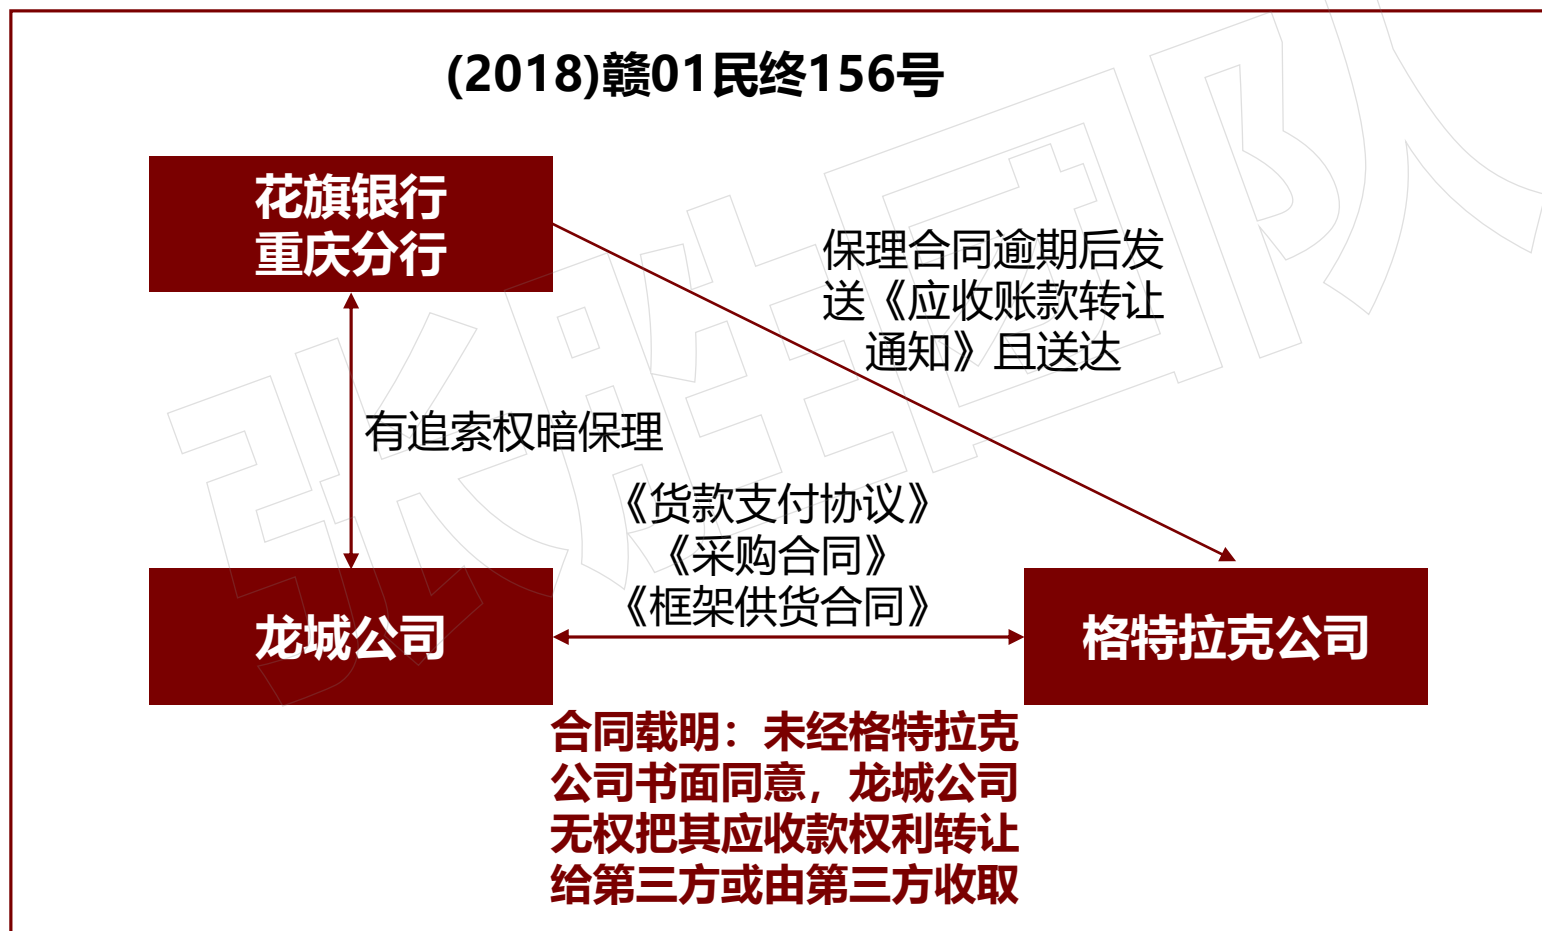 (2018)赣01民终156号
花旗银行
重庆分行
保理合同逾期后发
送《应收账款转让
通知》且送达
有追索权暗保理
《货款支付协议》
《采购合同》
《框架供货合同》
龙城公司
格特拉克公司
合同载明：未经格特拉克
公司书面同意，龙城公司
无权把其应收款权利转让
给第三方或由第三方收取
张胜团队